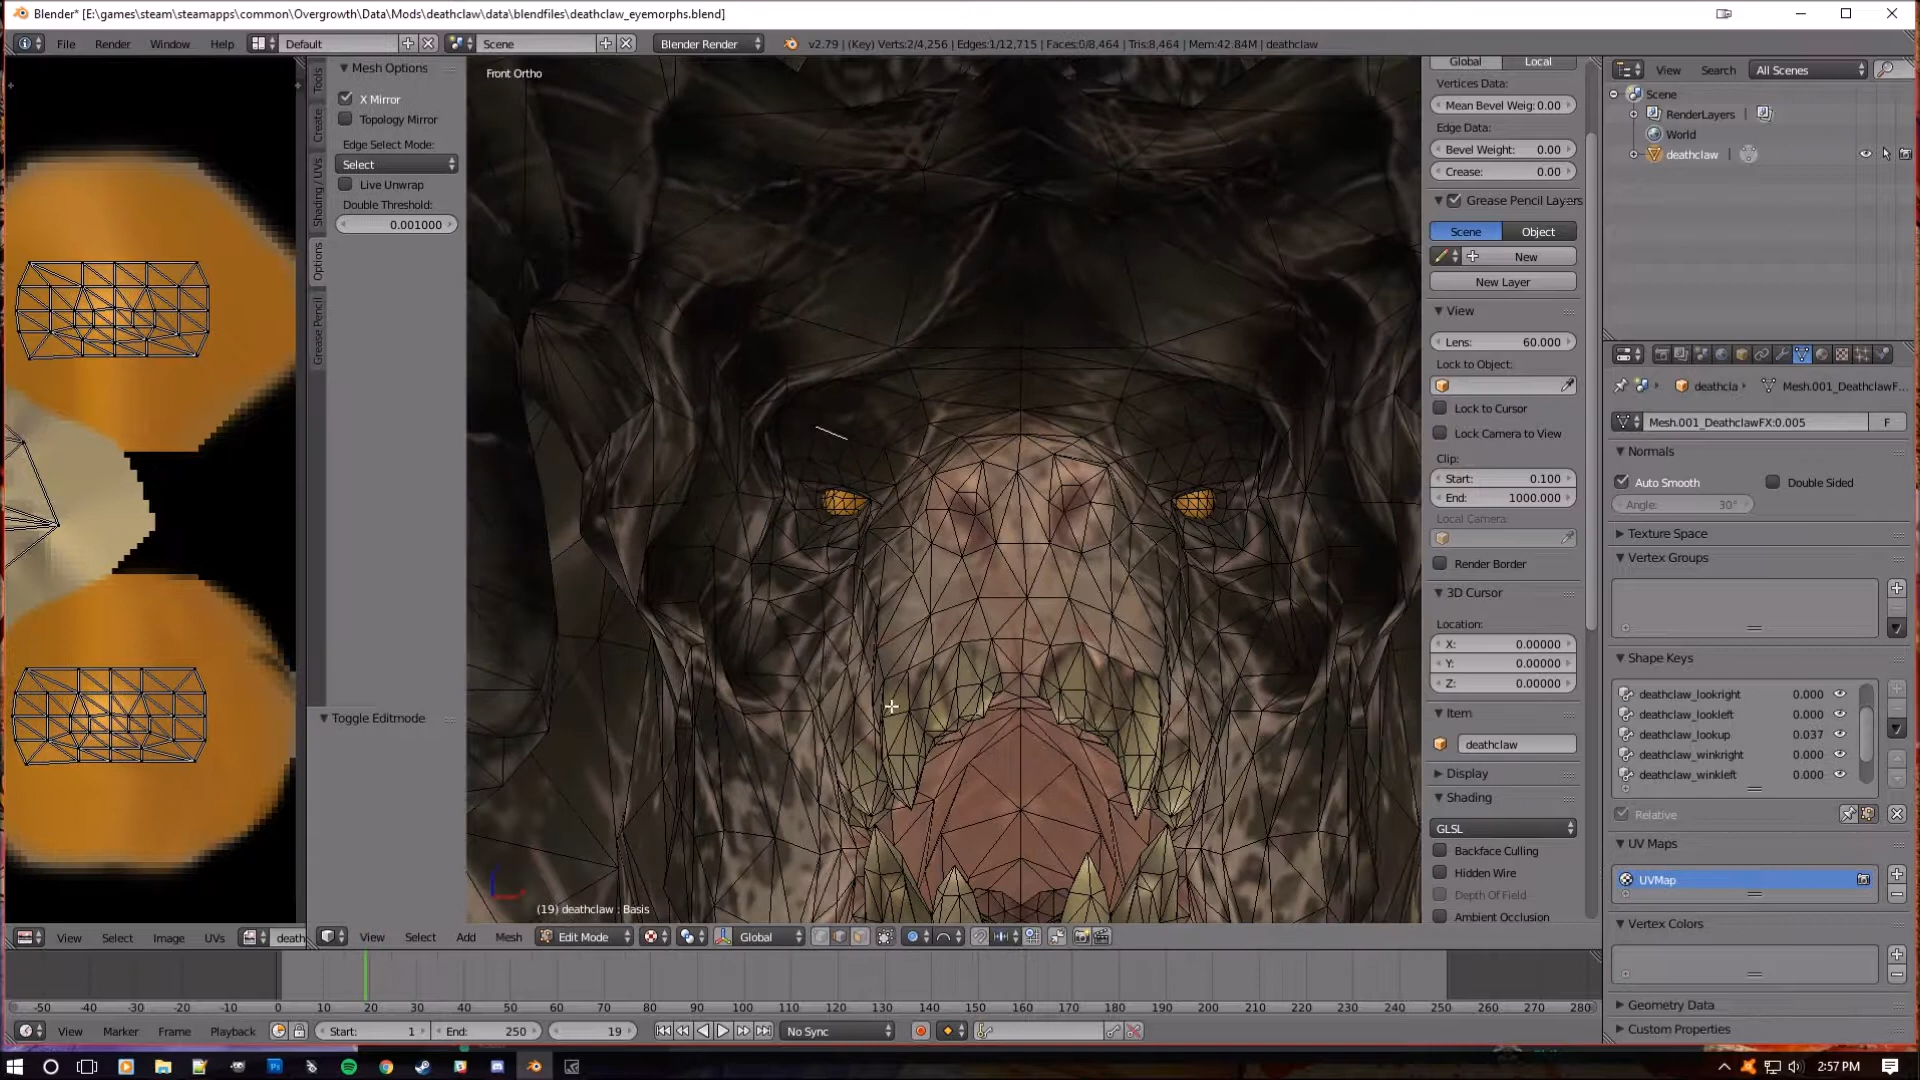 Blender* [E:\games\steam\steamapps\common\Overgrowth\Data\Mods\deathclaw\data\blendfiles\deathclaw_eyemorphs.blend]
File Render Window Help Default Scene Blender Render v2.79 | (Key) Verts:2/4,256 | Edges:1/12,715 | Faces:0/8,464 | Tris:8,464 | Mem:42.84M | deathclaw
Mesh Options
X Mirror
Topology Mirror
Edge Select Mode:
Select
Live Unwrap
Double Threshold:
0.001000
Tools
Create
Shading / UVs
Options
Grease Pencil
Toggle Editmode
Front Ortho
(19) deathclaw : Basis
Global Local
Vertices Data:
Mean Bevel Weig: 0.00
Edge Data:
Bevel Weight: 0.00
Crease: 0.00
Grease Pencil Layers
Scene Object
New
New Layer
View
Lens: 60.000
Lock to Object:
Lock to Cursor
Lock Camera to View
Clip:
Start: 0.100
End: 1000.000
Local Camera:
Render Border
3D Cursor
Location:
X: 0.00000
Y: 0.00000
Z: 0.00000
Item
deathclaw
Display
Shading
GLSL
Backface Culling
Hidden Wire
Depth Of Field
Ambient Occlusion
View Search All Scenes
Scene
RenderLayers
World
deathclaw
deathcla Mesh.001_DeathclawF...
Mesh.001_DeathclawFX:0.005 F
Normals
Auto Smooth Double Sided
Angle: 30°
Texture Space
Vertex Groups
Shape Keys
deathclaw_lookright 0.000
deathclaw_lookleft 0.000
deathclaw_lookup 0.037
deathclaw_winkright 0.000
deathclaw_winkleft 0.000
Relative
UV Maps
UVMap
Vertex Colors
Geometry Data
Custom Properties
View Select Image UVs death
View Select Add Mesh Edit Mode Global
-50 -40 -30 -20 -10 0 10 20 30 40 50 60 70 80 90 100 110 120 130 140 150 160 170 180 190 200 210 220 230 240 250 260 270 280
View Marker Frame Playback Start: 1 End: 250 19 No Sync
2:57 PM